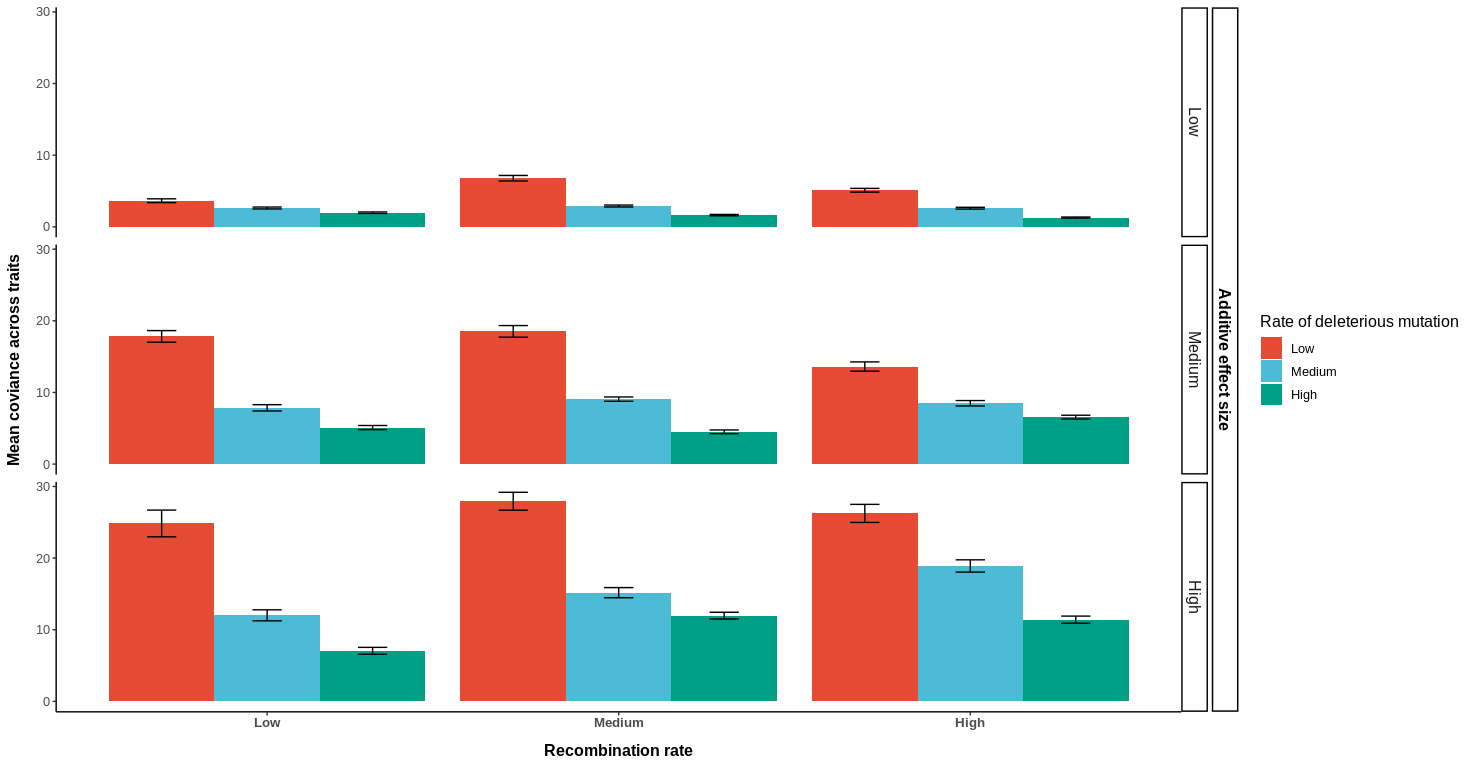 Mean coviance across traits
30
20
10
0
Low
30
20
10
0
Medium
30
20
10
0
High
Additive effect size
Low
Medium
High
Recombination rate
Rate of deleterious mutation
Low
Medium
High